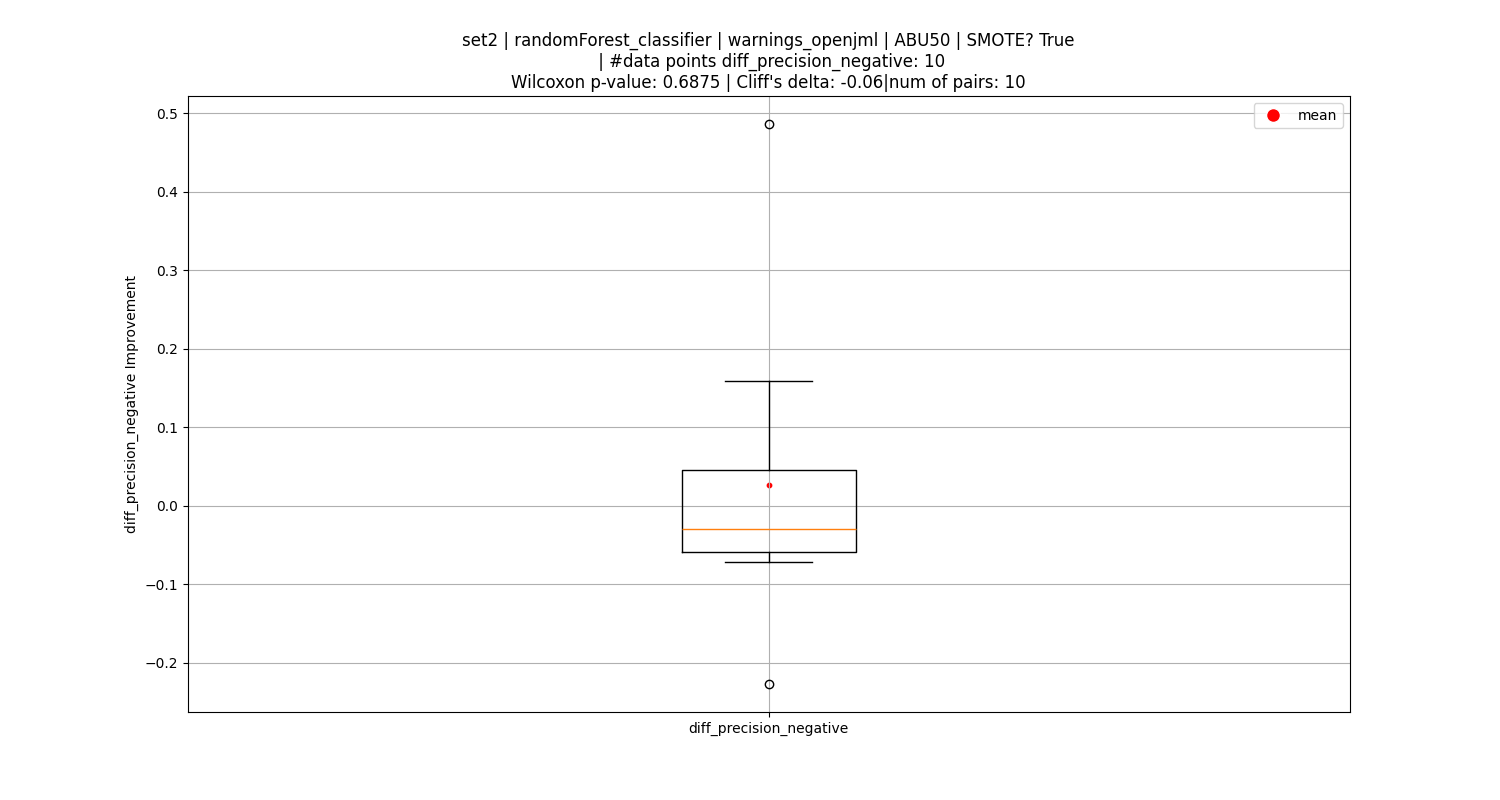 set2 | randomForest_classifier | warnings_openjml | ABU50 | SMOTE? True
| #data points diff_precision_negative: 10
Wilcoxon p-value: 0.6875 | Cliff's delta: -0.06|num of pairs: 10
mean
0.5
0.4
0.3
0.2
0.1
0.0
−0.1
−0.2
diff_precision_negative Improvement
diff_precision_negative